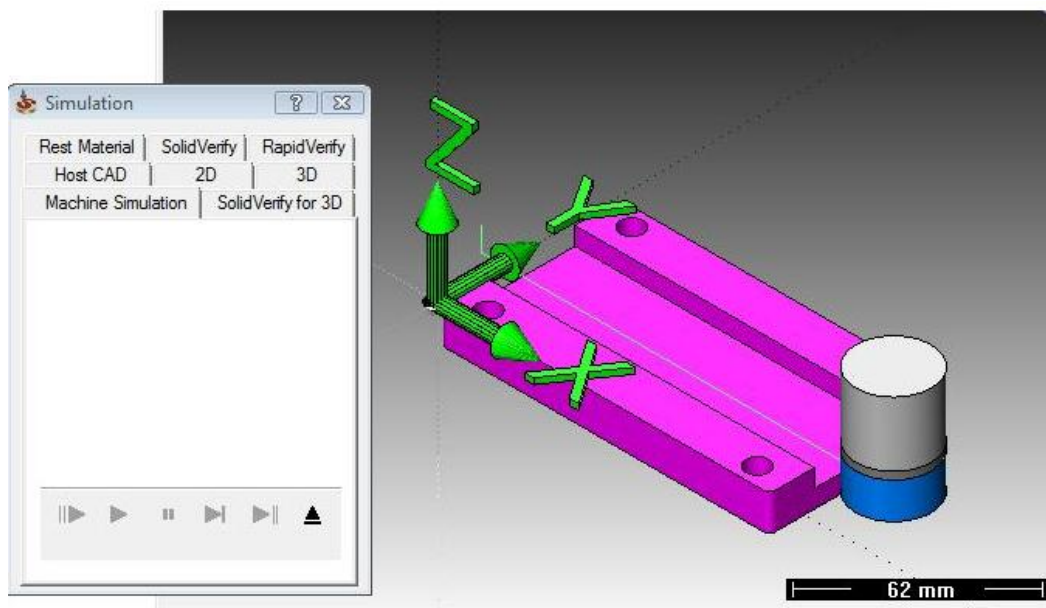 Simulation
Rest Material SolidVerify RapidVerify
Host CAD 2D 3D
Machine Simulation SolidVerify for 3D
Z
Y
X
62 mm